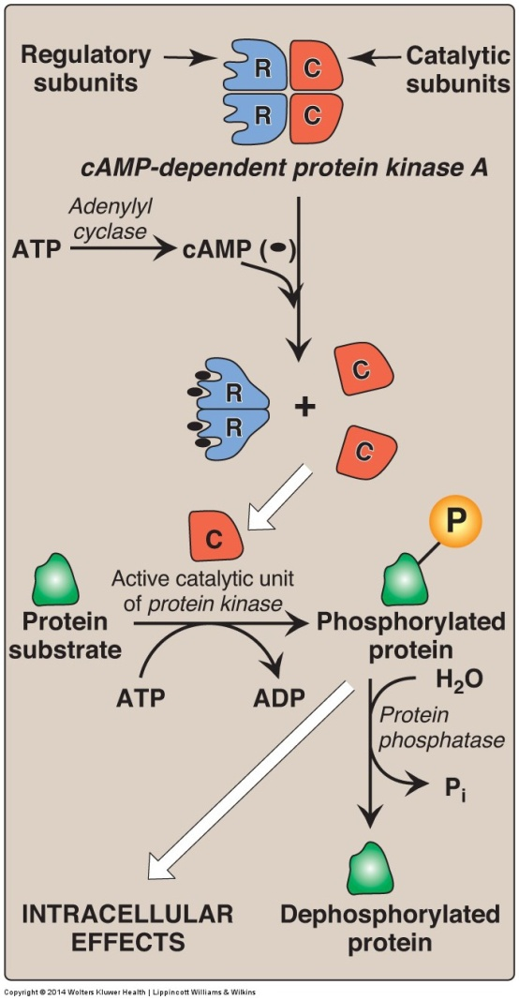 Regulatory
subunits
R C
R C
Catalytic
subunits
cAMP-dependent protein kinase A
Adenylyl
cyclase
ATP
cAMP ( )
R
R
+
C
C
C
P
Active catalytic unit
of protein kinase
Protein
substrate
Phosphorylated
protein
ATP
ADP
H2O
Protein
phosphatase
Pi
INTRACELLULAR
EFFECTS
Dephosphorylated
protein
Copyright © 2014 Wolters Kluwer Health | Lippincott Williams & Wilkins